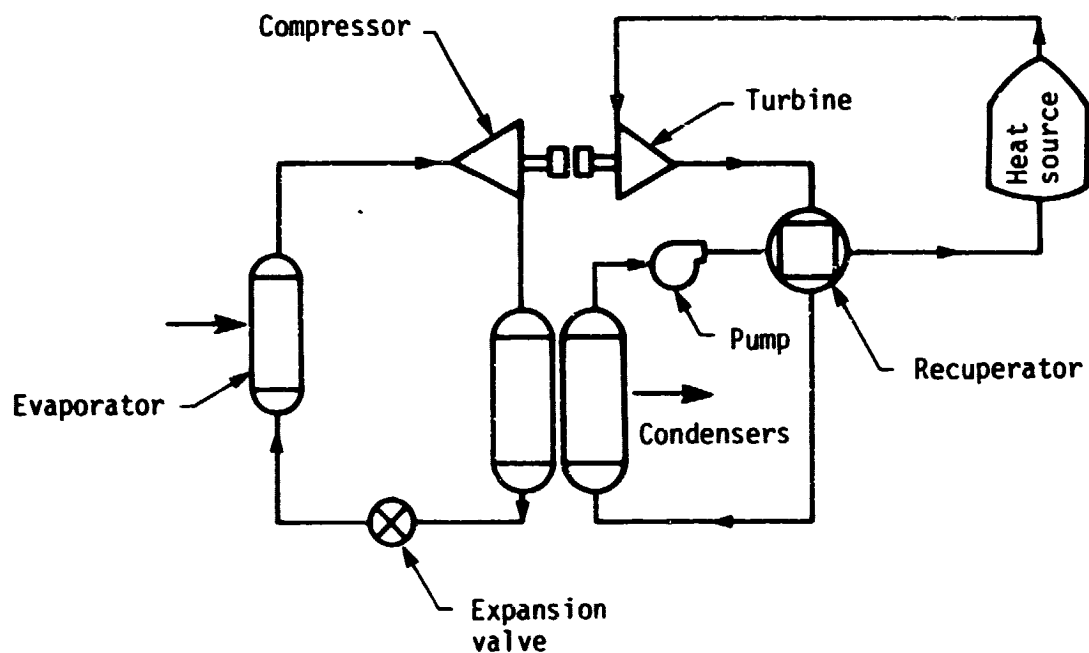 Compressor
Turbine
Heat
source
Pump
Recuperator
Evaporator
Condensers
Expansion
valve